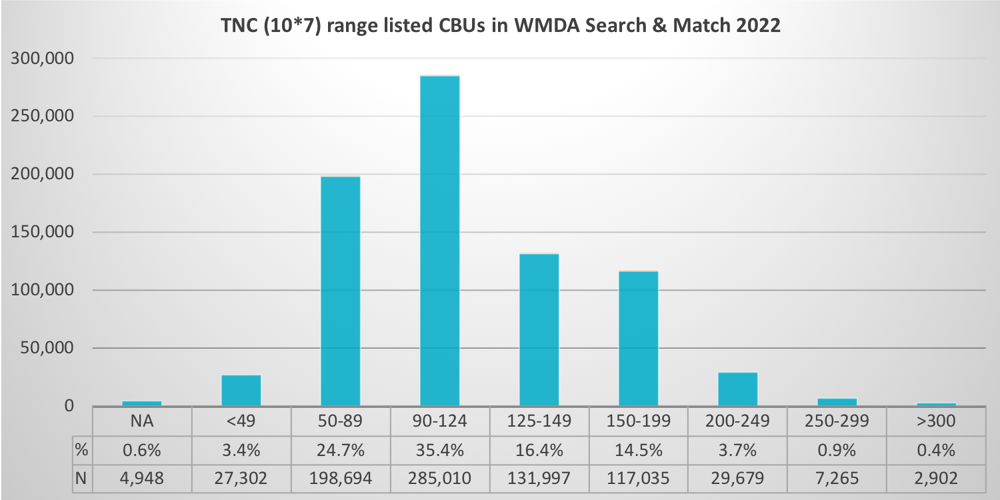 TNC (10*7) range listed CBUs in WMDA Search & Match 2022
300,000
250,000
200,000
150,000
100,000
50,000
0
NA <49 50-89 90-124 125-149 150-199 200-249 250-299 >300
% 0.6% 3.4% 24.7% 35.4% 16.4% 14.5% 3.7% 0.9% 0.4%
N 4,948 27,302 198,694 285,010 131,997 117,035 29,679 7,265 2,902